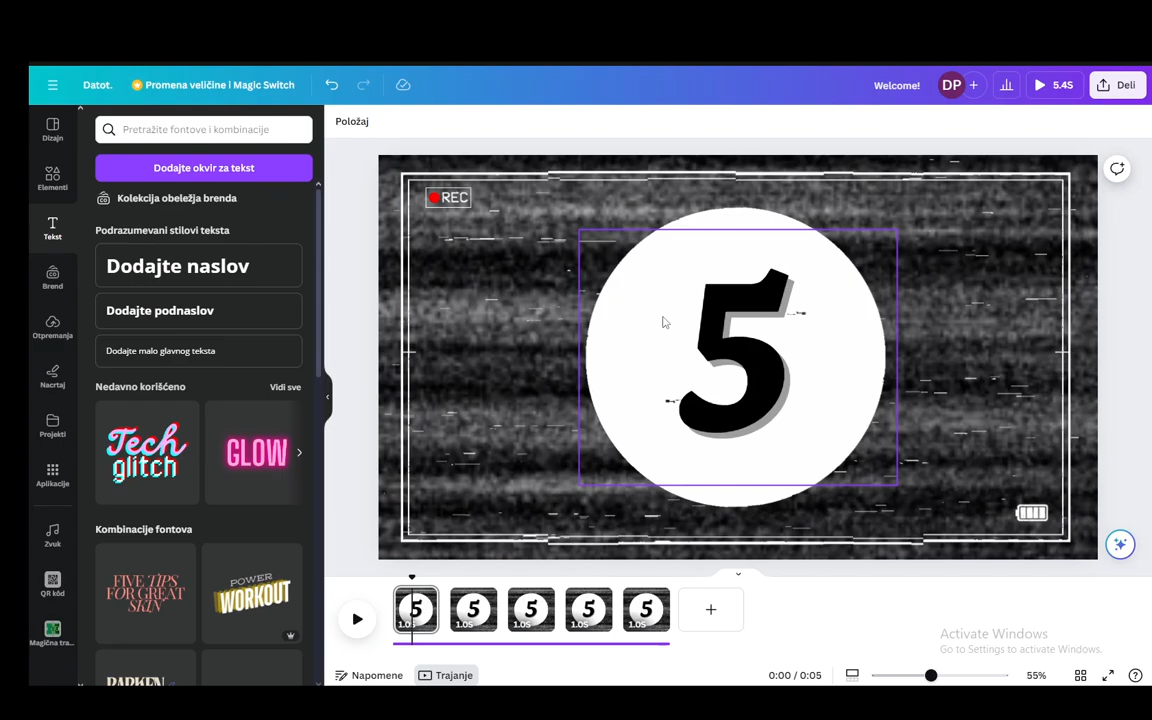 Datot.
Promena veličine i Magic Switch
Welcome!
DP
5.4S
Deli
Dizajn
Elementi
Tekst
Brend
Otpremanja
Nacrtaj
Projekti
Aplikacije
Zvuk
QR kôd
Magična tra...
Pretražite fontove i kombinacije
Dodajte okvir za tekst
Kolekcija obeležja brenda
Podrazumevani stilovi teksta
Dodajte naslov
Dodajte podnaslov
Dodajte malo glavnog teksta
Nedavno korišćeno
Vidi sve
Tech
glitch
GLOW
Kombinacije fontova
FIVE TIPS
FOR GREAT
SKIN
POWER
WORKOUT
Položaj
REC
5
5
1.0S
5
1.0S
5
1.0S
5
1.0S
5
1.0S
Activate Windows
Go to Settings to activate Windows.
Napomene
Trajanje
0:00 / 0:05
55%